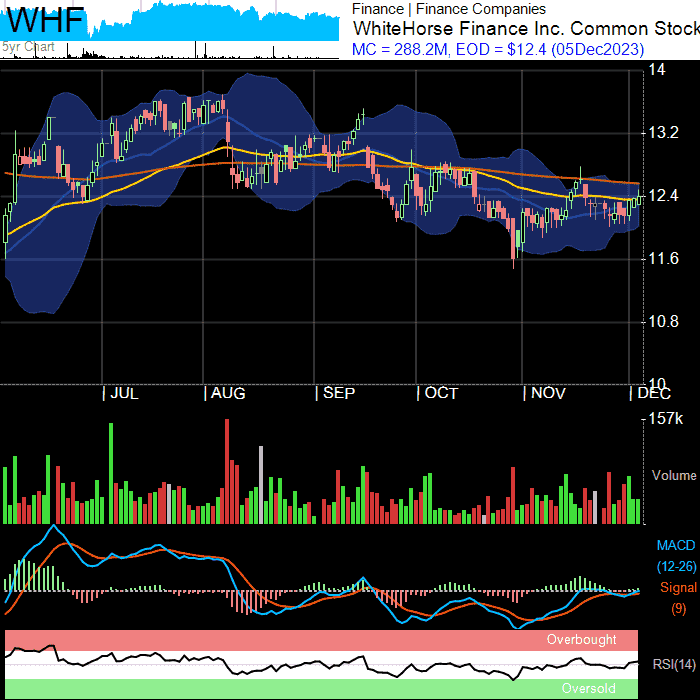 WHF
5yr Chart
Finance | Finance Companies
WhiteHorse Finance Inc. Common Stock
MC = 288.2M, EOD = $12.4 (05Dec2023)
14
13.2
12.4
11.6
10.8
10
JUL AUG SEP OCT NOV DEC
157k
Volume
MACD
(12-26)
Signal
(9)
Overbought
RSI(14)
Oversold